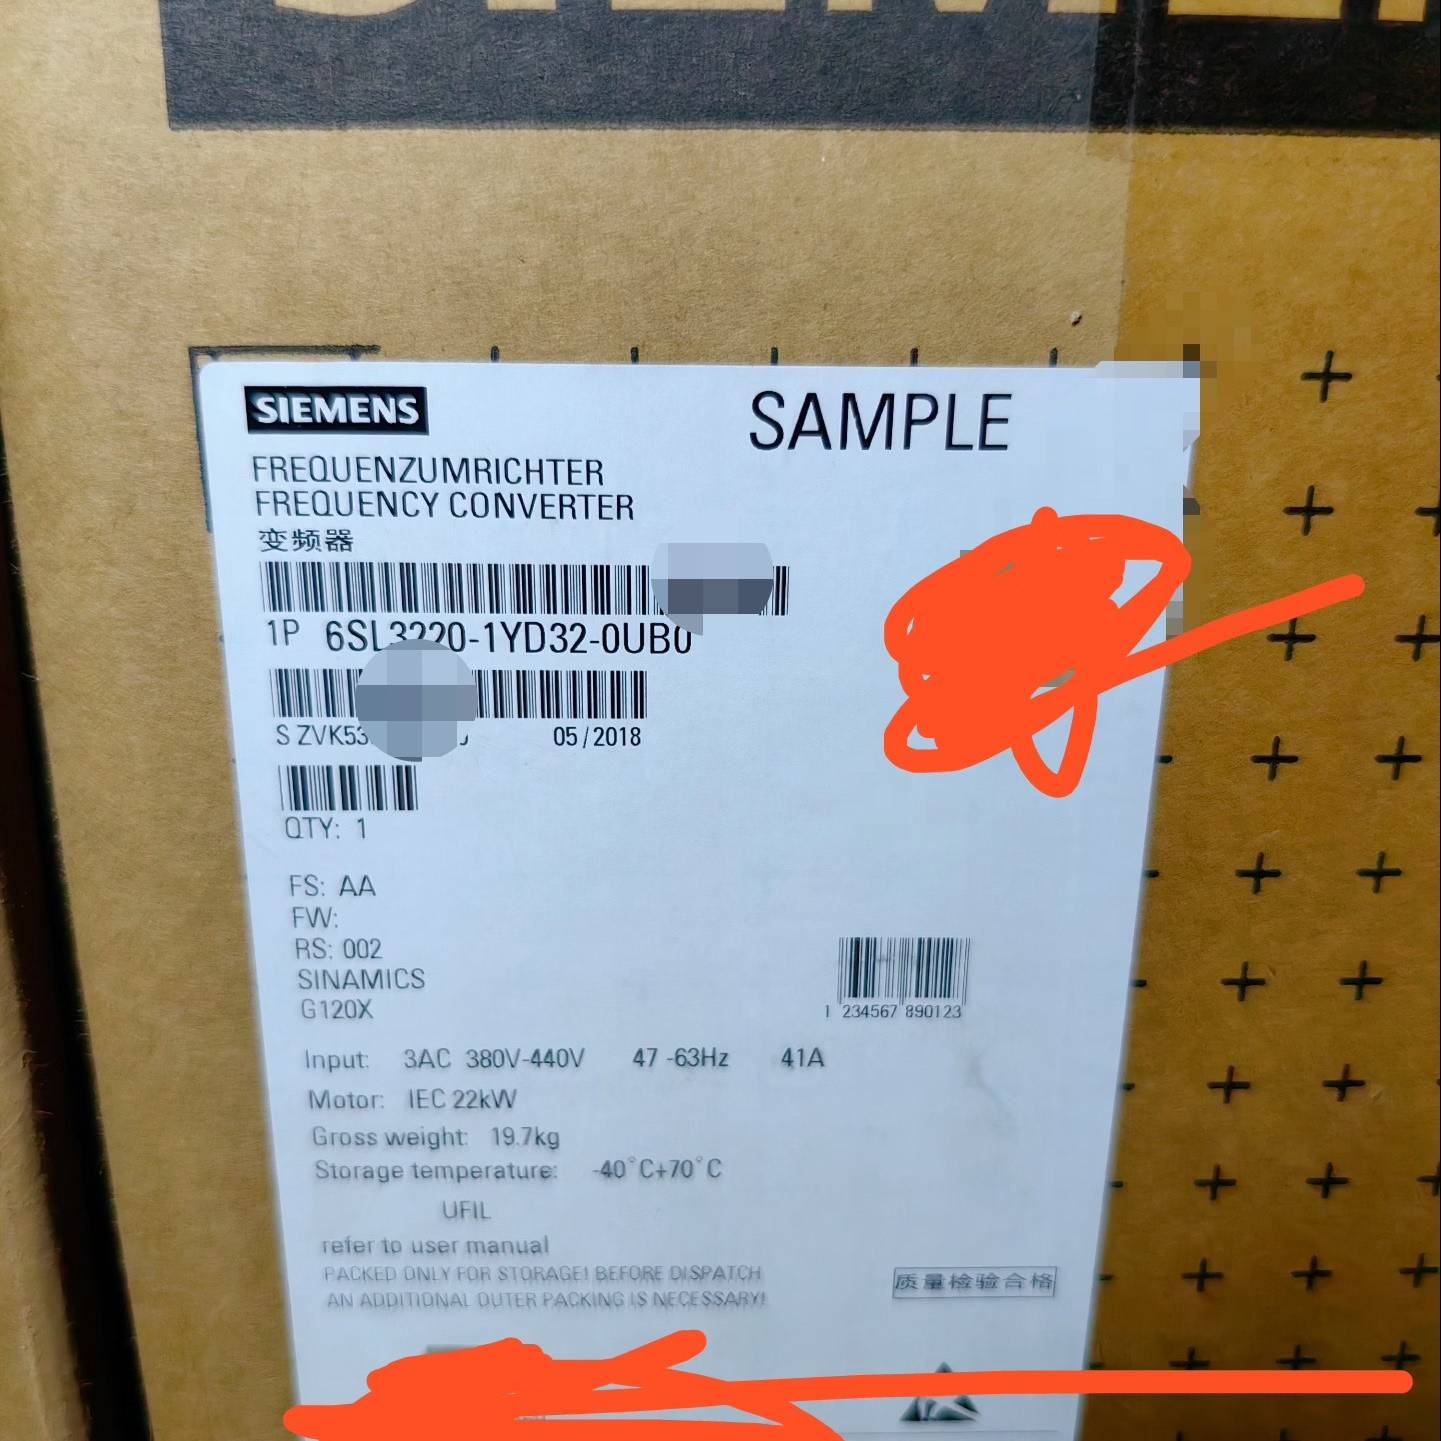 SIEMENS
SAMPLE
FREQUENZUMRICHTER
FREQUENCY CONVERTER
变频器
1P 6SL3220-1YD32-0UB0
S ZVK53 05/2018
QTY: 1
FS: AA
FW:
RS: 002
SINAMICS
G120X
1 234567 890123
Input: 3AC 380V-440V 47 -63Hz 41A
Motor: IEC 22kW
Gross weight: 19.7kg
Storage temperature: -40°C+70°C
UFIL
refer to user manual
PACKED ONLY FOR STORAGE! BEFORE DISPATCH
AN ADDITIONAL OUTER PACKING IS NECESSARY!
质量检验合格